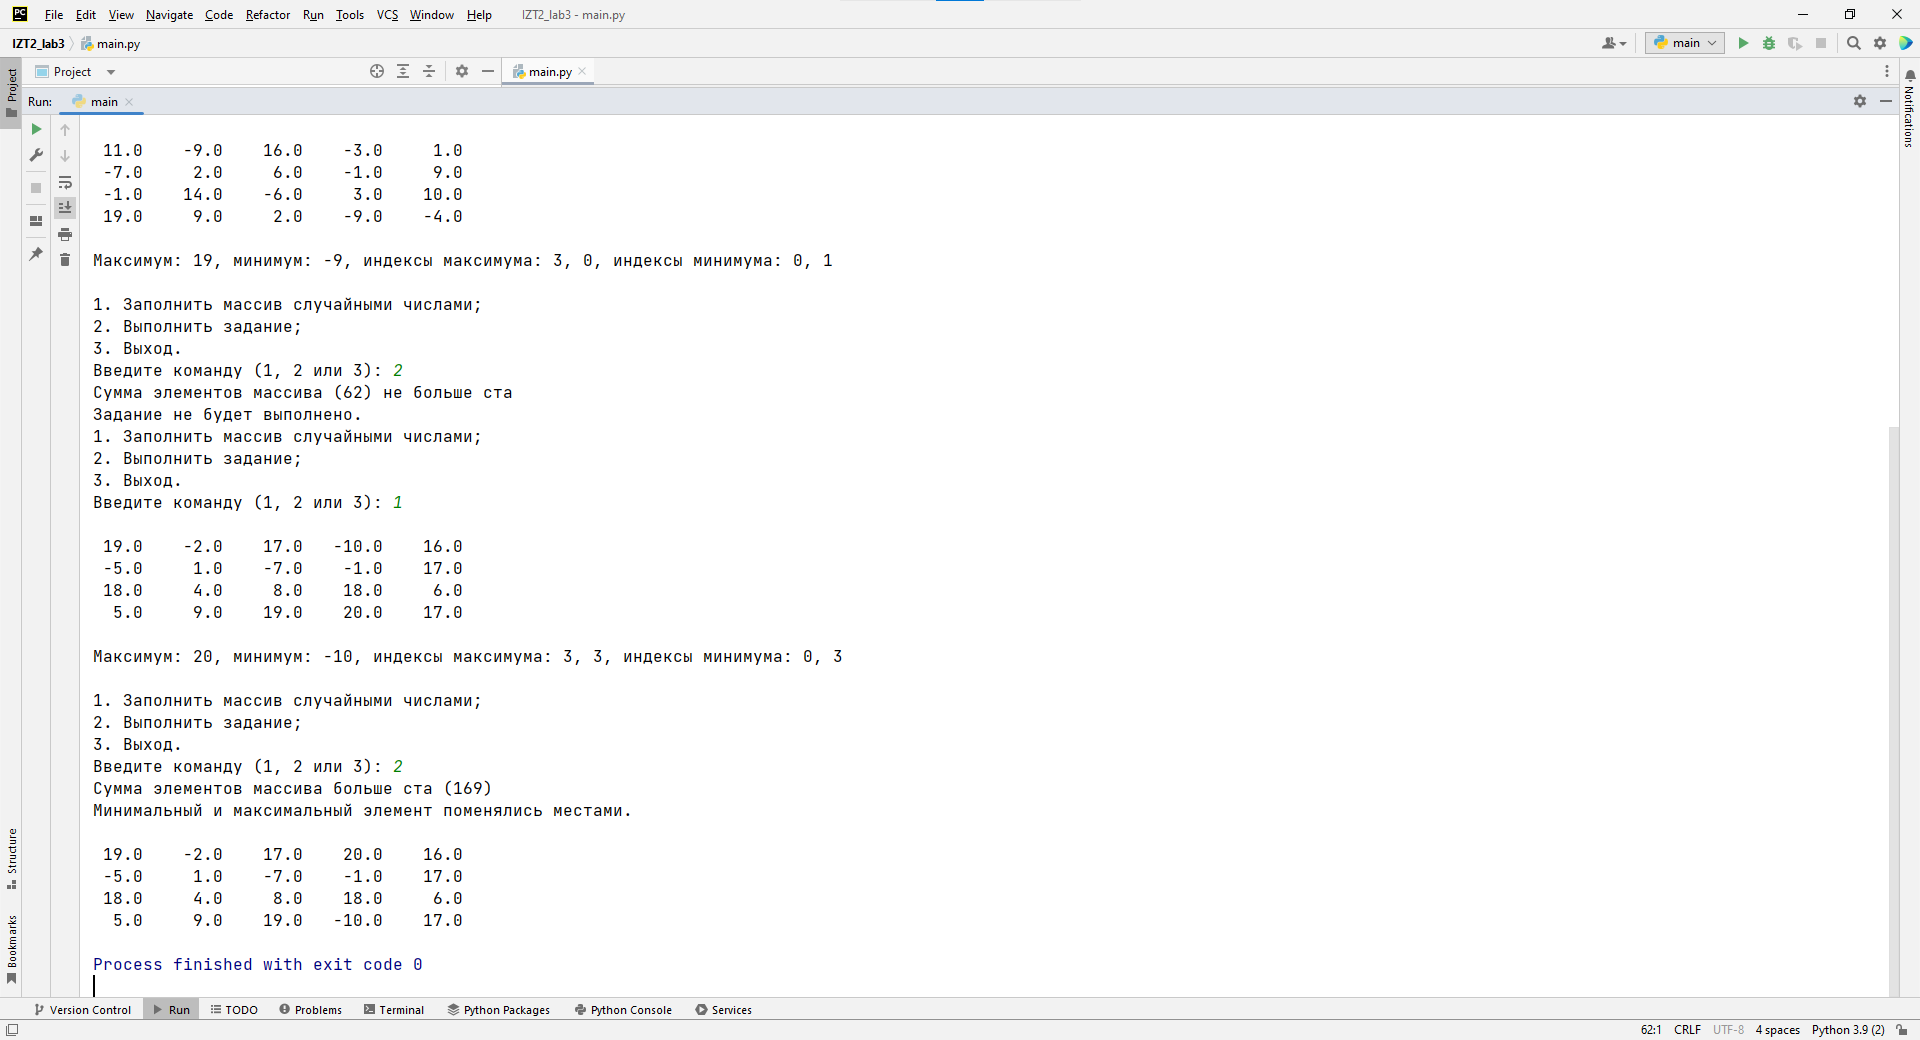 PC File Edit View Navigate Code Refactor Run Tools VCS Window Help IZT2_lab3 - main.py
IZT2_lab3 main.py main
Project main.py
Run: main
Project
Notifications
11.0 -9.0 16.0 -3.0 1.0
-7.0 2.0 6.0 -1.0 9.0
-1.0 14.0 -6.0 3.0 10.0
19.0 9.0 2.0 -9.0 -4.0
Максимум: 19, минимум: -9, индексы максимума: 3, 0, индексы минимума: 0, 1
1. Заполнить массив случайными числами;
2. Выполнить задание;
3. Выход.
Введите команду (1, 2 или 3): 2
Сумма элементов массива (62) не больше ста
Задание не будет выполнено.
1. Заполнить массив случайными числами;
2. Выполнить задание;
3. Выход.
Введите команду (1, 2 или 3): 1
19.0 -2.0 17.0 -10.0 16.0
-5.0 1.0 -7.0 -1.0 17.0
18.0 4.0 8.0 18.0 6.0
5.0 9.0 19.0 20.0 17.0
Максимум: 20, минимум: -10, индексы максимума: 3, 3, индексы минимума: 0, 3
1. Заполнить массив случайными числами;
2. Выполнить задание;
3. Выход.
Введите команду (1, 2 или 3): 2
Сумма элементов массива больше ста (169)
Минимальный и максимальный элемент поменялись местами.
19.0 -2.0 17.0 20.0 16.0
-5.0 1.0 -7.0 -1.0 17.0
18.0 4.0 8.0 18.0 6.0
5.0 9.0 19.0 -10.0 17.0
Process finished with exit code 0
Structure
Bookmarks
Version Control Run TODO Problems Terminal Python Packages Python Console Services
62:1 CRLF UTF-8 4 spaces Python 3.9 (2)